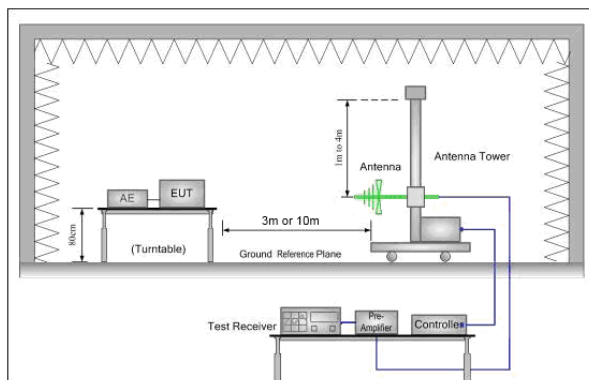 1m to 4m
Antenna
Antenna Tower
AE
EUT
80cm
(Turntable)
3m or 10m
Ground Reference Plane
Test Receiver
Pre-
Amplifier
Controller